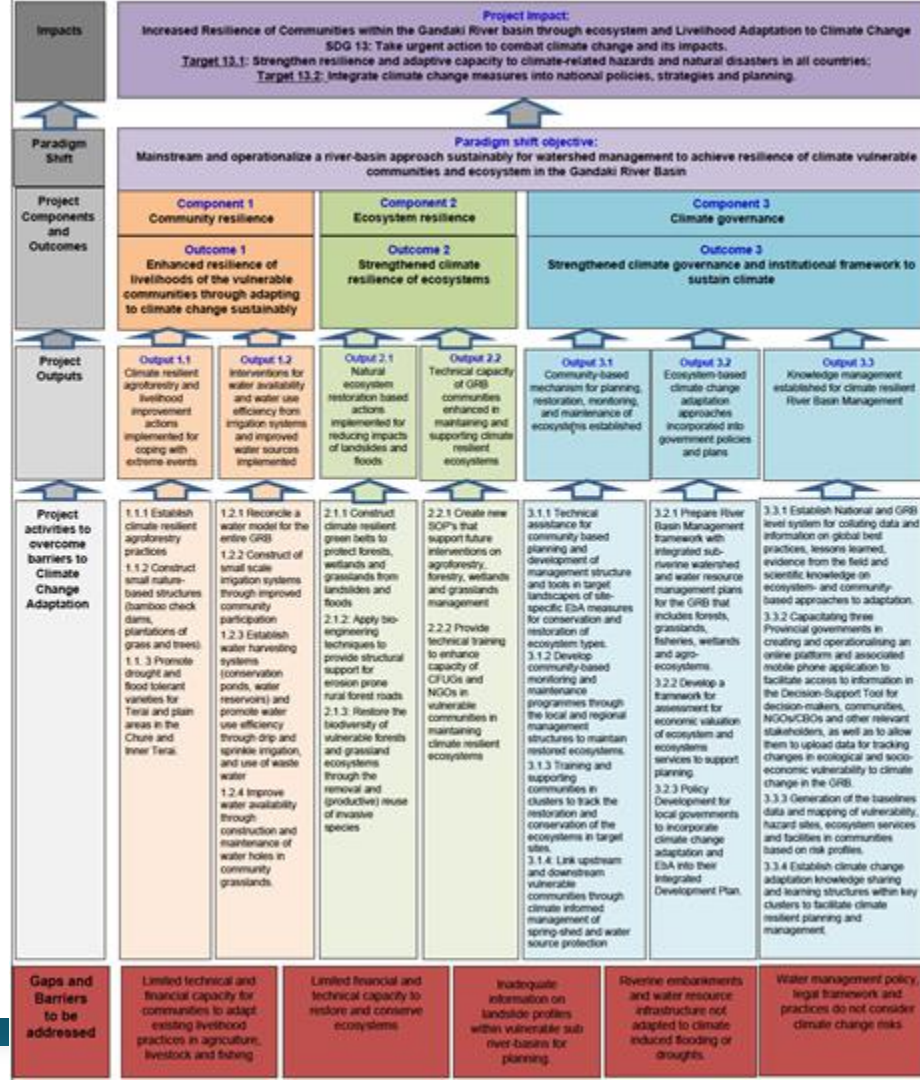 Impacts
Project Impact:
Increased Resilience of Communities within the Gandaki River basin through ecosystem and Livelihood Adaptation to Climate Change
SDG 13: Take urgent action to combat climate change and its impacts.
Target 13.1: Strengthen resilience and adaptive capacity to climate-related hazards and natural disasters in all countries;
Target 13.2: Integrate climate change measures into national policies, strategies and planning.
Paradigm
Shift
Paradigm shift objective:
Mainstream and operationalize a river-basin approach sustainably for watershed management to achieve resilience of climate vulnerable
communities and ecosystem in the Gandaki River Basin
Project
Components
and
Outcomes
Component 1
Community resilience
Component 2
Ecosystem resilience
Component 3
Climate governance
Outcome 1
Enhanced resilience of
livelihoods of the vulnerable
communities through adapting
to climate change sustainably
Outcome 2
Strengthened climate
resilience of ecosystems
Outcome 3
Strengthened climate governance and institutional framework to
sustain climate
Project
Outputs
Output 1.1
Climate resilient
agroforestry and
livelihood
improvement
actions
implemented for
coping with
extreme events
Output 1.2
Interventions for
water availability
and water use
efficiency from
irrigation systems
and improved
water sources
implemented
Output 2.1
Natural
ecosystem
restoration based
actions
implemented for
reducing impacts
of landslides and
floods
Output 2.2
Technical capacity
of GRB
communities
enhanced in
maintaining and
supporting climate
resilient
ecosystems
Output 3.1
Community-based
mechanism for planning,
restoration, monitoring,
and maintenance of
ecosystems established
Output 3.2
Ecosystem-based
climate change
adaptation
approaches
incorporated into
government policies
and plans
Output 3.3
Knowledge management
established for climate resilient
River Basin Management
Project
activities to
overcome
barriers to
Climate
Change
Adaptation
1.1.1 Establish
climate resilient
agroforestry
practices
1.1.2 Construct
small nature-
based structures
(bamboo check
dams,
plantations of
grass and trees).
1.1. 3 Promote
drought and
flood tolerant
varieties for
Terai and plain
areas in the
Chure and
Inner Terai.
1.2.1 Reconcile a
water model for the
entire GRB
1.2.2 Construct of
small scale
irrigation systems
through improved
community
participation
1.2.3 Establish
water harvesting
systems
(conservation
ponds, water
reservoirs) and
promote water
use efficiency
through drip and
sprinkle irrigation,
and use of waste
water
1.2.4 Improve
water availability
through
construction and
maintenance of
water holes in
community
grasslands.
2.1.1 Construct
climate resilient
green belts to
protect forests,
wetlands and
grasslands from
landslides and
floods
2.1.2: Apply bio-
engineering
techniques to
provide structural
support for
erosion prone
rural forest roads
2.1.3: Restore the
biodiversity of
vulnerable forests
and grassland
ecosystems
through the
removal and
(productive) reuse
of invasive
species
2.2.1 Create new
SOP's that
support future
interventions on
agroforestry,
forestry, wetlands
and grasslands
management
2.2.2 Provide
technical training
to enhance
capacity of
CFUGs and
NGOs in
vulnerable
communities in
maintaining
climate resilient
ecosystems
3.1.1 Technical
assistance for
community based
planning and
development of
management structure
and tools in target
landscapes of site-
specific EbA measures
for conservation and
restoration of
ecosystem types.
3.1.2 Develop
community-based
monitoring and
maintenance
programmes through
the local and regional
management
structures to maintain
restored ecosystems.
3.1.3 Training and
supporting
communities in
clusters to track the
restoration and
conservation of the
ecosystems in target
sites.
3.1.4: Link upstream
and downstream
vulnerable
communities through
climate informed
management of
spring-shed and water
source protection
3.2.1 Prepare River
Basin Management
framework with
integrated sub-
riverine watershed
and water resource
management plans
for the GRB that
includes forests,
grasslands,
fisheries, wetlands
and agro-
ecosystems.
3.2.2 Develop a
framework for
assessment for
economic valuation
of ecosystem and
ecosystems
services to support
planning.
3.2.3 Policy
Development for
local governments
to incorporate
climate change
adaptation and
EbA into their
Integrated
Development Plan.
3.3.1 Establish National and GRB
level system for collating data and
information on global best
practices, lessons learned,
evidence from the field and
scientific knowledge on
ecosystem- and community-
based approaches to adaptation.
3.3.2 Capacitating three
Provincial governments in
creating and operationalising an
online platform and associated
mobile phone application to
facilitate access to information in
the Decision-Support Tool for
decision-makers, communities,
NGOs/CBOs and other relevant
stakeholders, as well as to allow
them to upload data for tracking
changes in ecological and socio-
economic vulnerability to climate
change in the GRB.
3.3.3 Generation of the baselines
data and mapping of vulnerability,
hazard sites, ecosystem services
and facilities in communities
based on risk profiles.
3.3.4 Establish climate change
adaptation knowledge sharing
and learning structures within key
clusters to facilitate climate
resilient planning and
management.
Gaps and
Barriers
to be
addressed
Limited technical and
financial capacity for
communities to adapt
existing livelihood
practices in agriculture,
livestock and fishing
Limited financial and
technical capacity to
restore and conserve
ecosystems
Inadequate
information on
landslide profiles
within vulnerable sub
river-basins for
planning.
Riverine embankments
and water resource
infrastructure not
adapted to climate
induced flooding or
droughts.
Water management policy,
legal framework and
practices do not consider
climate change risks